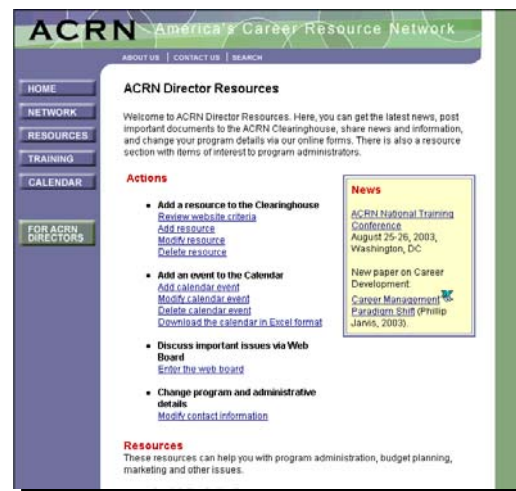 ACRN America's Career Resource Network
ABOUT US | CONTACT US | SEARCH
HOME
NETWORK
RESOURCES
TRAINING
CALENDAR
FOR ACRN
DIRECTORS
ACRN Director Resources
Welcome to ACRN Director Resources. Here, you can get the latest news, post
important documents to the ACRN Clearinghouse, share news and information,
and change your program details via our online forms. There is also a resource
section with items of interest to program administrators.
Actions
• Add a resource to the Clearinghouse
Review website criteria
Add resource
Modify resource
Delete resource
• Add an event to the Calendar
Add calendar event
Modify calendar event
Delete calendar event
Download the calendar in Excel format
• Discuss important issues via Web
Board
Enter the web board
• Change program and administrative
details
Modify contact information
News
ACRN National Training
Conference
August 25-26, 2003,
Washington, DC
New paper on Career
Development:
Career Management
Paradigm Shift (Phillip
Jarvis, 2003).
Resources
These resources can help you with program administration, budget planning,
marketing and other issues.